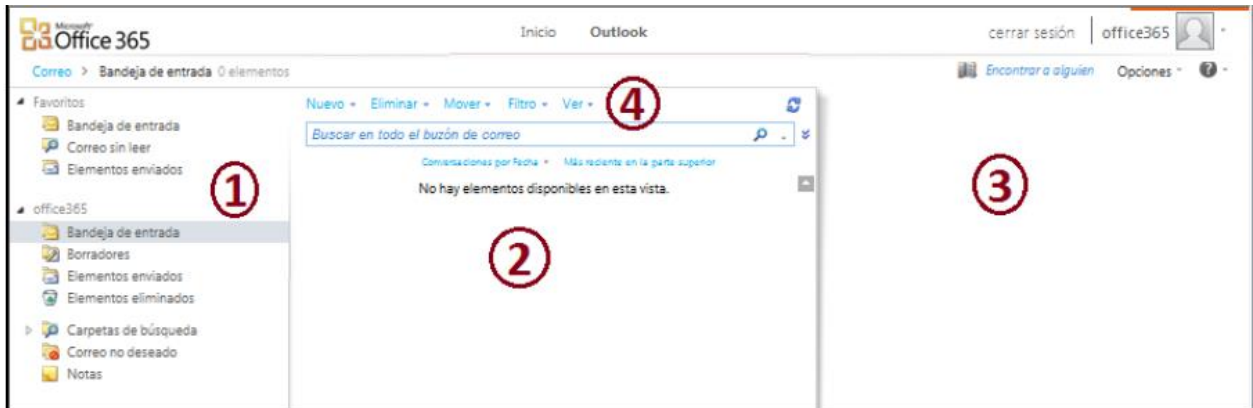 Microsoft
Office 365
Inicio Outlook
cerrar sesión office365
Correo > Bandeja de entrada 0 elementos
Encontrar a alguien Opciones ?
Favoritos
Bandeja de entrada
Correo sin leer
Elementos enviados
1
office365
Bandeja de entrada
Borradores
Elementos enviados
Elementos eliminados
Carpetas de búsqueda
Correo no deseado
Notas
Nuevo Eliminar Mover Filtro Ver
4
Buscar en todo el buzón de correo
Conversaciones por Fecha Más reciente en la parte superior
No hay elementos disponibles en esta vista.
2
3